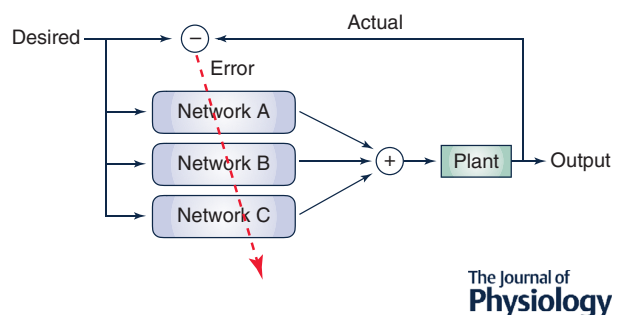 Actual
Desired
−
Error
Network A
Network B
+
Plant
Output
Network C
The Journal of
Physiology